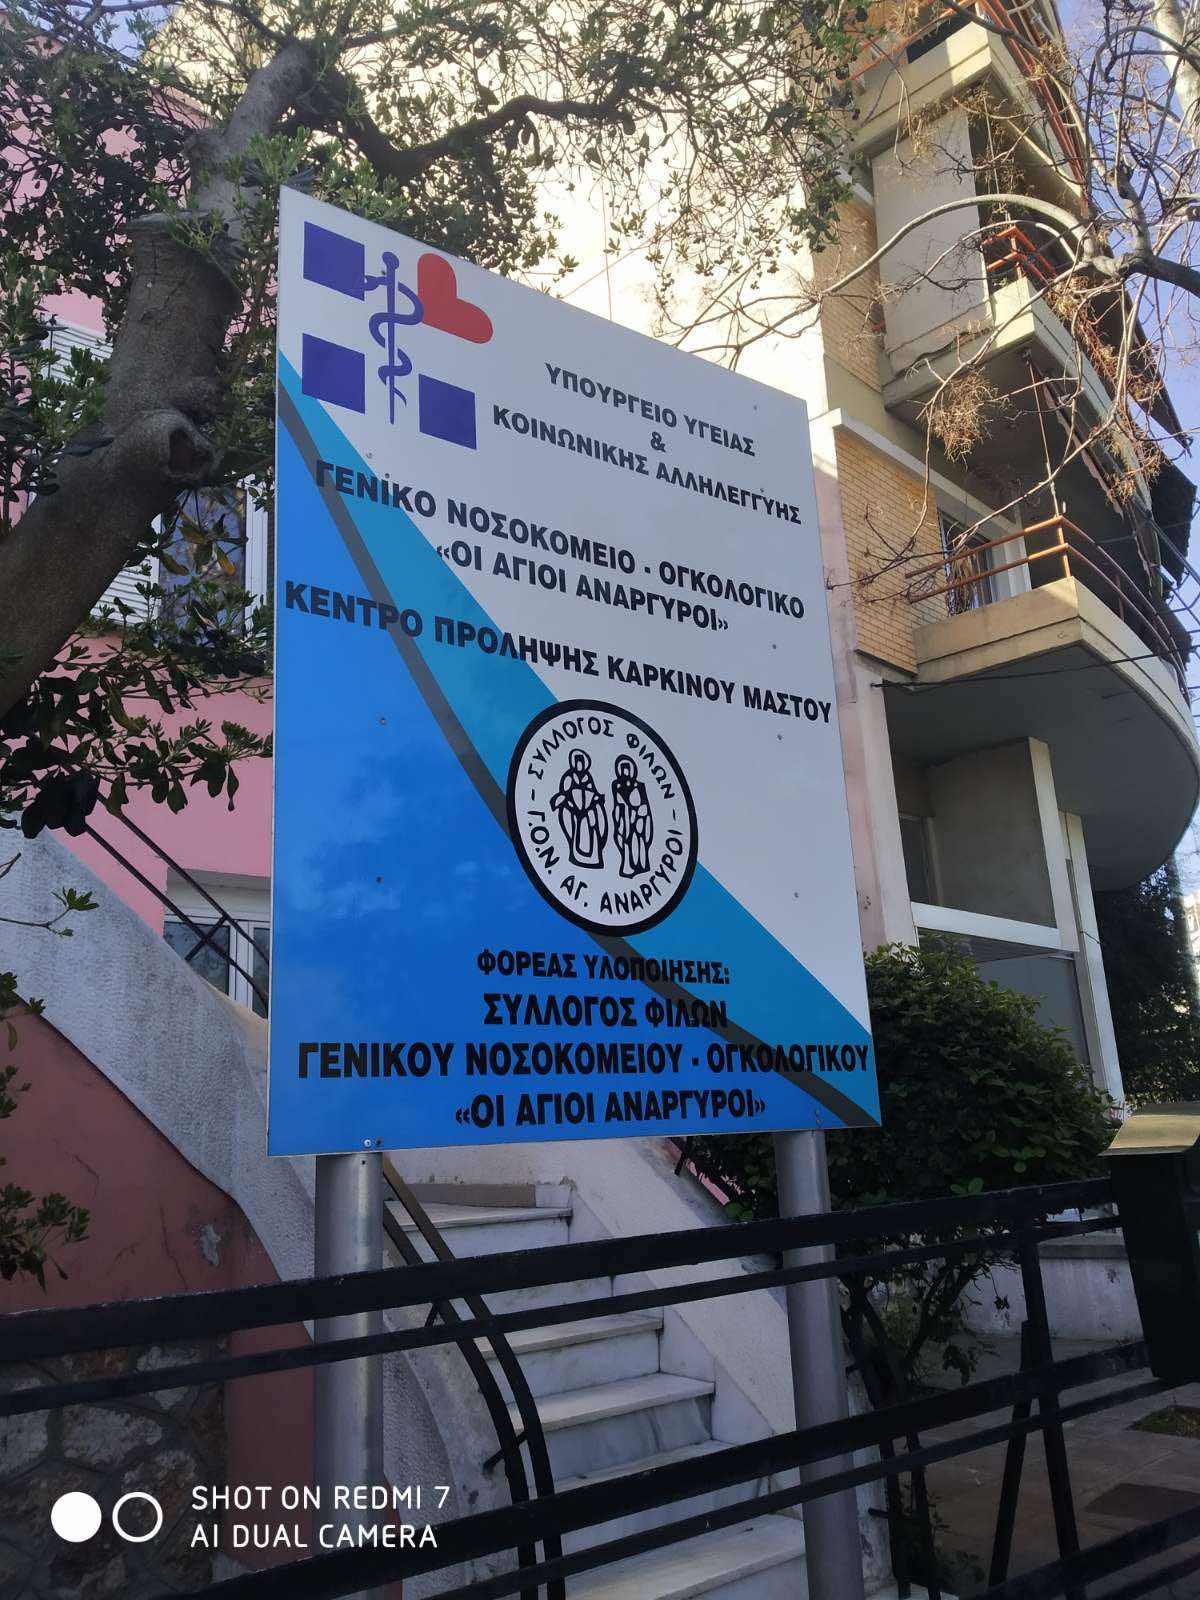 ΥΠΟΥΡΓΕΙΟ ΥΓΕΙΑΣ
&
ΚΟΙΝΩΝΙΚΗΣ ΑΛΛΗΛΕΓΓΥΗΣ
ΓΕΝΙΚΟ ΝΟΣΟΚΟΜΕΙΟ - ΟΓΚΟΛΟΓΙΚΟ
«ΟΙ ΑΓΙΟΙ ΑΝΑΡΓΥΡΟΙ»
ΚΕΝΤΡΟ ΠΡΟΛΗΨΗΣ ΚΑΡΚΙΝΟΥ ΜΑΣΤΟΥ
- ΣΥΛΛΟΓΟΣ ΦΙΛΩΝ -
Γ.Ο.Ν. ΑΓ. ΑΝΑΡΓΥΡΟΙ
ΦΟΡΕΑΣ ΥΛΟΠΟΙΗΣΗΣ:
ΣΥΛΛΟΓΟΣ ΦΙΛΩΝ
ΓΕΝΙΚΟΥ ΝΟΣΟΚΟΜΕΙΟΥ - ΟΓΚΟΛΟΓΙΚΟΥ
«ΟΙ ΑΓΙΟΙ ΑΝΑΡΓΥΡΟΙ»
SHOT ON REDMI 7
AI DUAL CAMERA